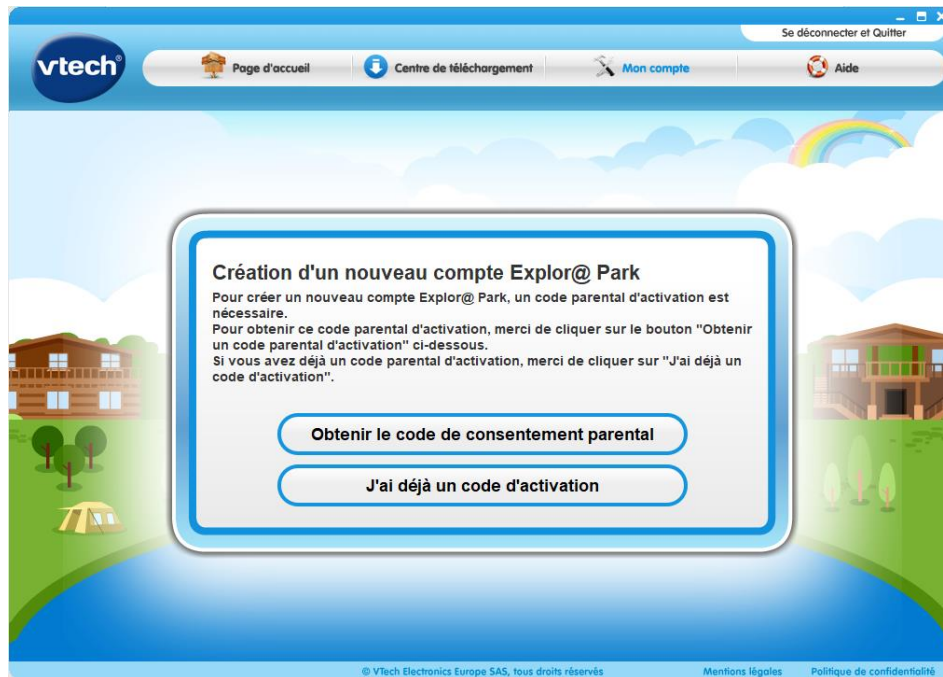 Se déconnecter et Quitter
vtech®
Page d'accueil
Centre de téléchargement
Mon compte
Aide
Création d'un nouveau compte Explor@ Park
Pour créer un nouveau compte Explor@ Park, un code parental d'activation est
nécessaire.
Pour obtenir ce code parental d'activation, merci de cliquer sur le bouton "Obtenir
un code parental d'activation" ci-dessous.
Si vous avez déjà un code parental d'activation, merci de cliquer sur "J'ai déjà un
code d'activation".
Obtenir le code de consentement parental
J'ai déjà un code d'activation
© VTech Electronics Europe SAS, tous droits réservés
Mentions légales
Politique de confidentialité